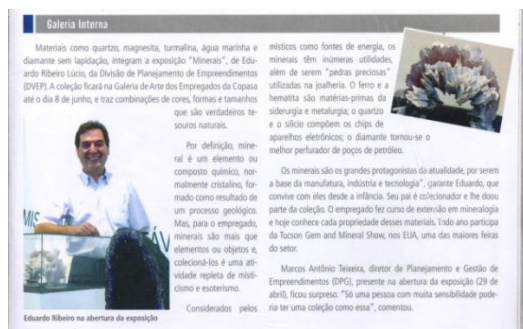 Galeria Interna
Materiais como quartzo, magnesita, turmalina, água marinha e
diamante sem lapidação, integram a exposição "Minerais", de Edu-
ardo Ribeiro Lúcio, da Divisão de Planejamento de Empreendimentos
(DVEP). A coleção ficará na Galeria de Arte dos Empregados da Copasa
até o dia 8 de junho, e traz combinações de cores, formas e tamanhos
que são verdadeiros te-
souros naturais.
Por definição, mine-
ral é um elemento ou
composto químico, nor-
malmente cristalino, for-
mado como resultado de
um processo geológico.
Mas, para o empregado,
minerais são mais que
elementos ou objetos e,
colecioná-los é uma ati-
vidade repleta de misti-
cismo e esoterismo.
Considerados pelos
MIS
ÁV
Eduardo Ribeiro na abertura da exposição
místicos como fontes de energia, os
minerais têm inúmeras utilidades,
além de serem "pedras preciosas"
utilizadas na joalheria. O ferro e a
hematita são matérias-primas da
siderurgia e metalurgia; o quartzo
e o silício compõem os chips de
aparelhos eletrônicos; o diamante tornou-se o
melhor perfurador de poços de petróleo.
Os minerais são os grandes protagonistas da atualidade, por serem
a base da manufatura, indústria e tecnologia", garante Eduardo, que
convive com eles desde a infância. Seu pai é colecionador e lhe doou
parte da coleção. O empregado fez curso de extensão em mineralogia
e hoje conhece cada propriedade desses materiais. Todo ano participa
da Tucson Gem and Mineral Show, nos EUA, uma das maiores feiras
do setor.
Marcos Antônio Teixeira, diretor de Planejamento e Gestão de
Empreendimentos (DPG), presente na abertura da exposição (29 de
abril), ficou surpreso. "Só uma pessoa com muita sensibilidade pode-
ria ter uma coleção como essa", comentou.